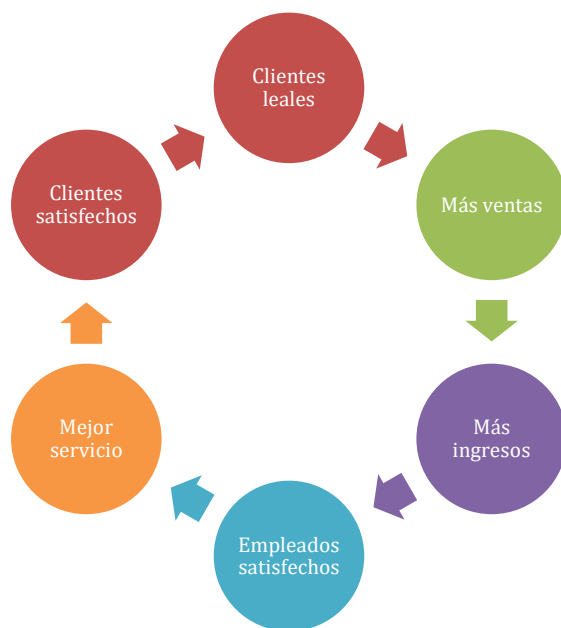 Clientes
leales
Más ventas
Más
ingresos
Empleados
satisfechos
Mejor
servicio
Clientes
satisfechos